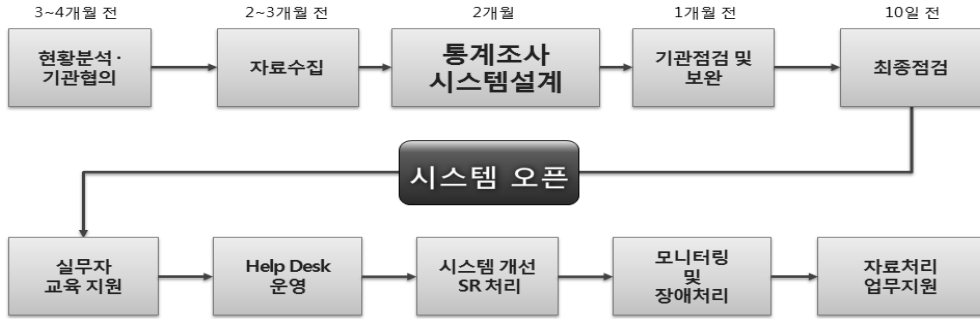 3~4개월 전
2~3개월 전
2개월
1개월 전
10일 전
현황분석·
기관협의
자료수집
통계조사
시스템설계
기관점검 및
보완
최종점검
시스템 오픈
실무자
교육 지원
Help Desk
운영
시스템 개선
SR 처리
모니터링
및
장애처리
자료처리
업무지원